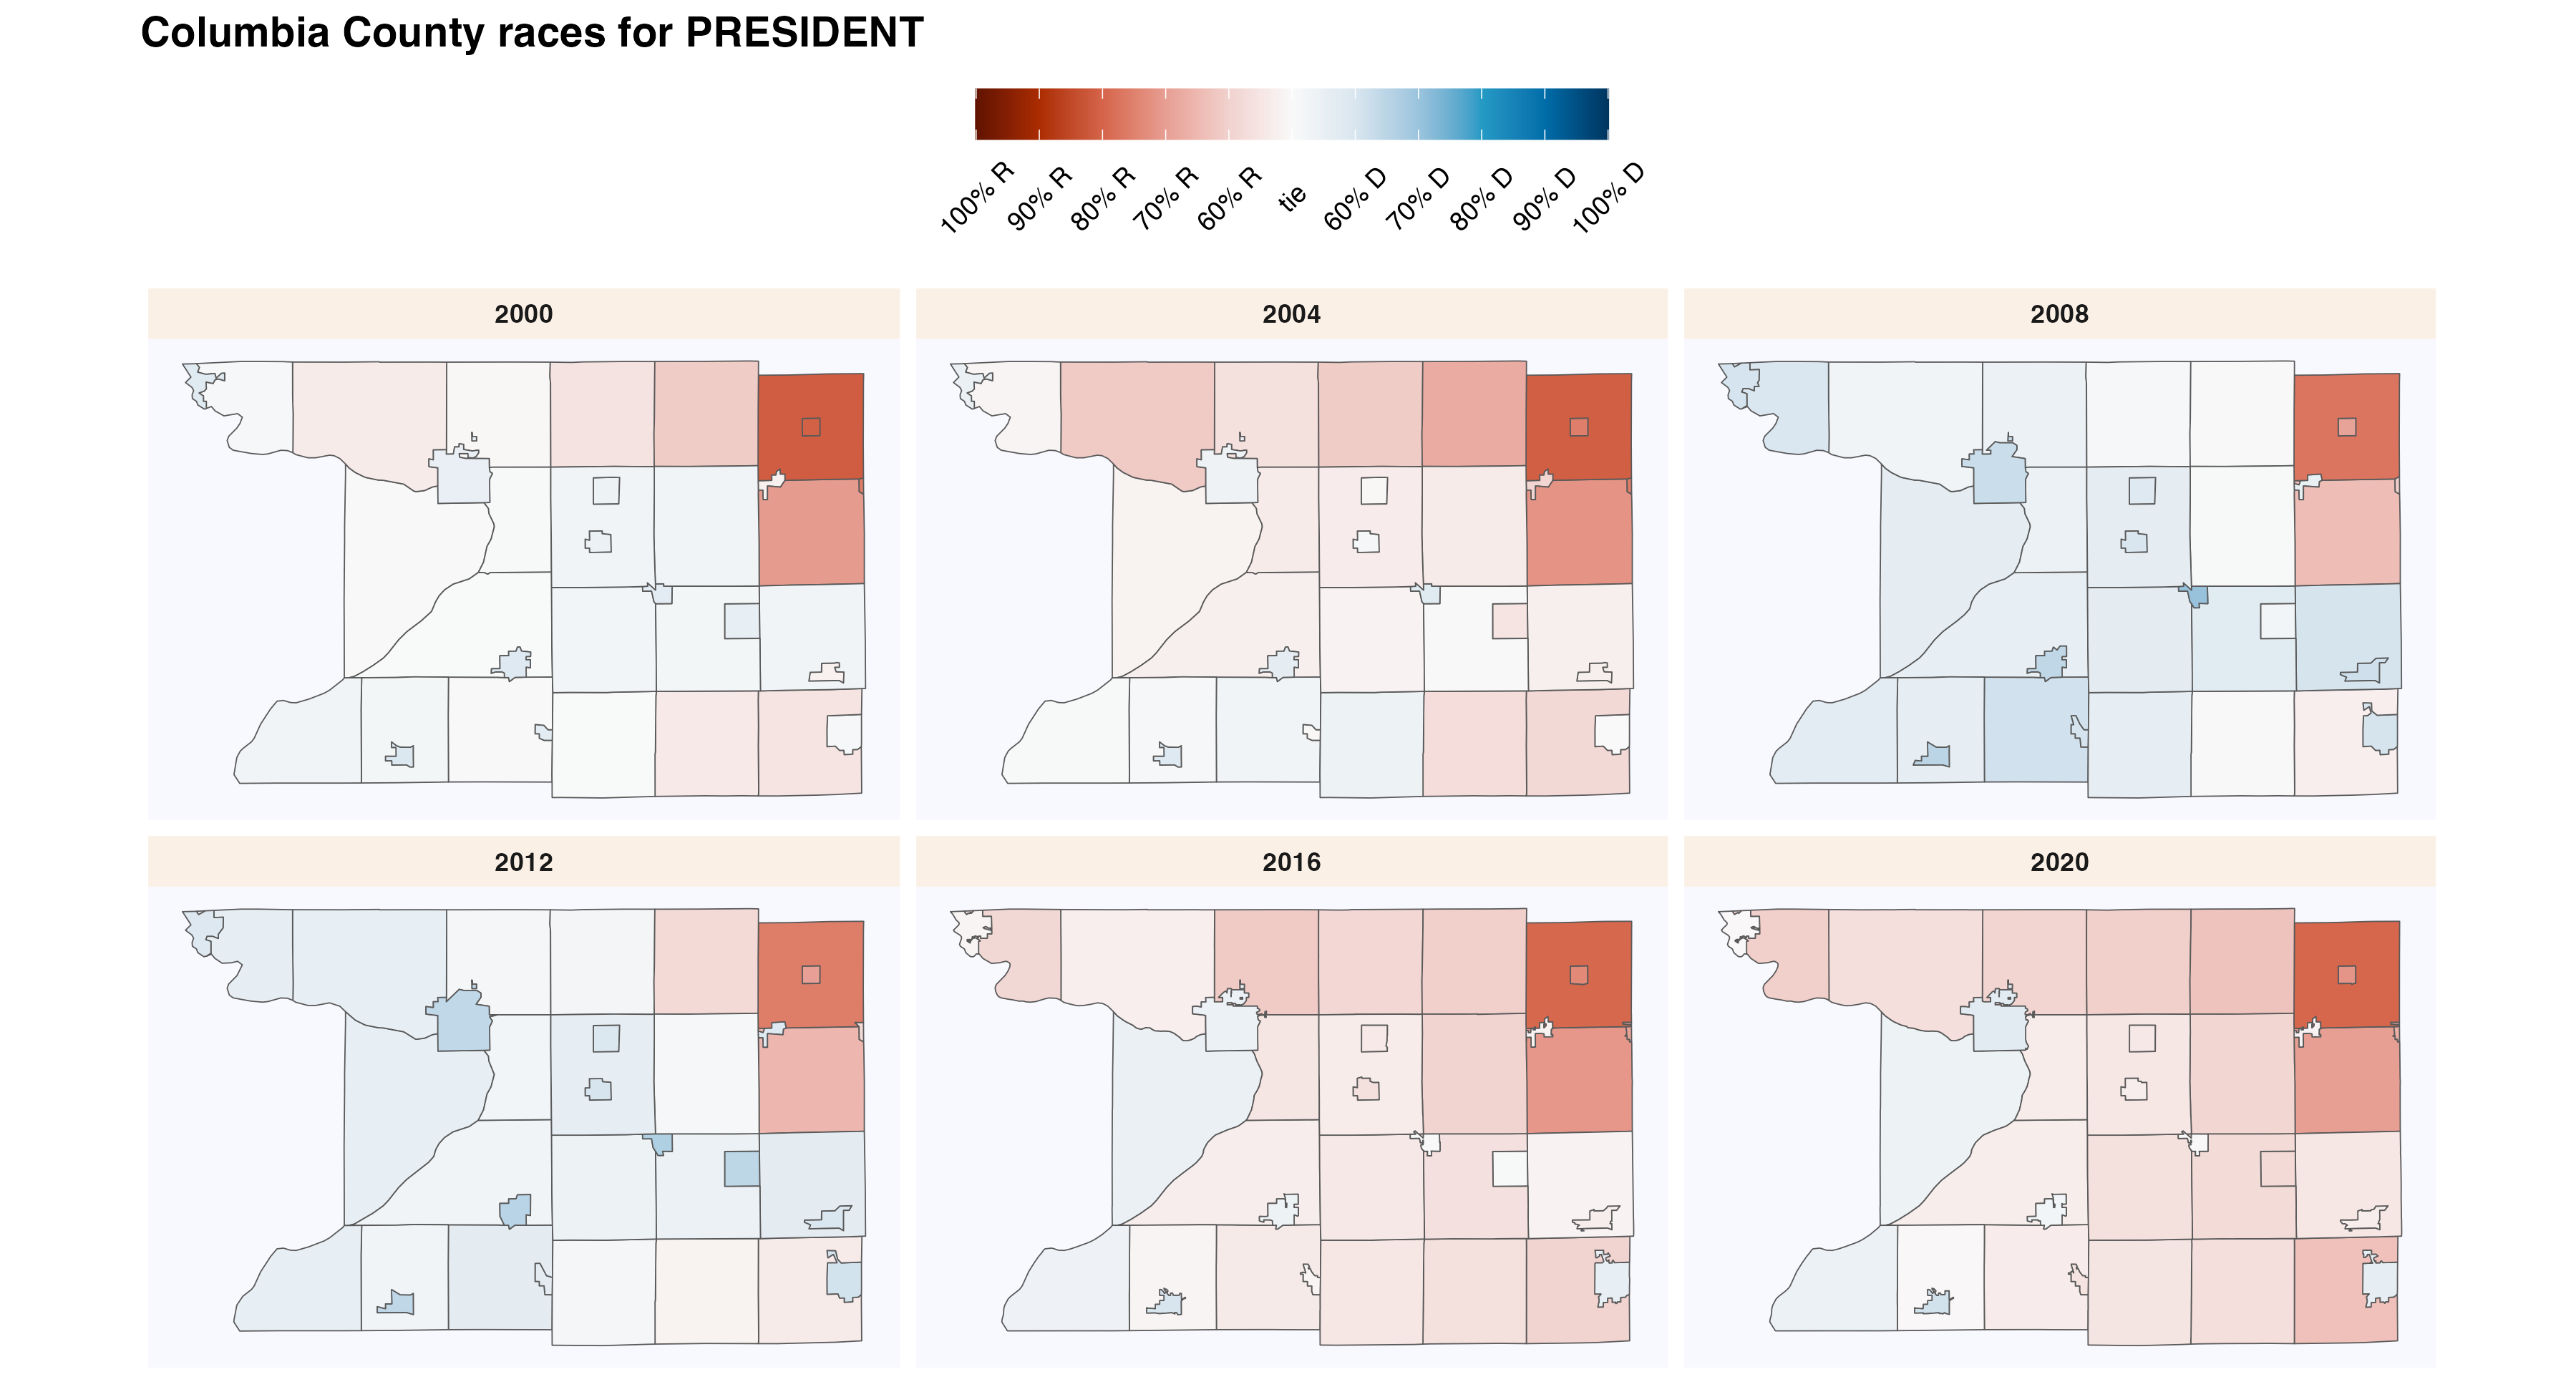 Columbia County races for PRESIDENT
100% R
90% R
80% R
70% R
60% R
tie
60% D
70% D
80% D
90% D
100% D
2000
2004
2008
2012
2016
2020